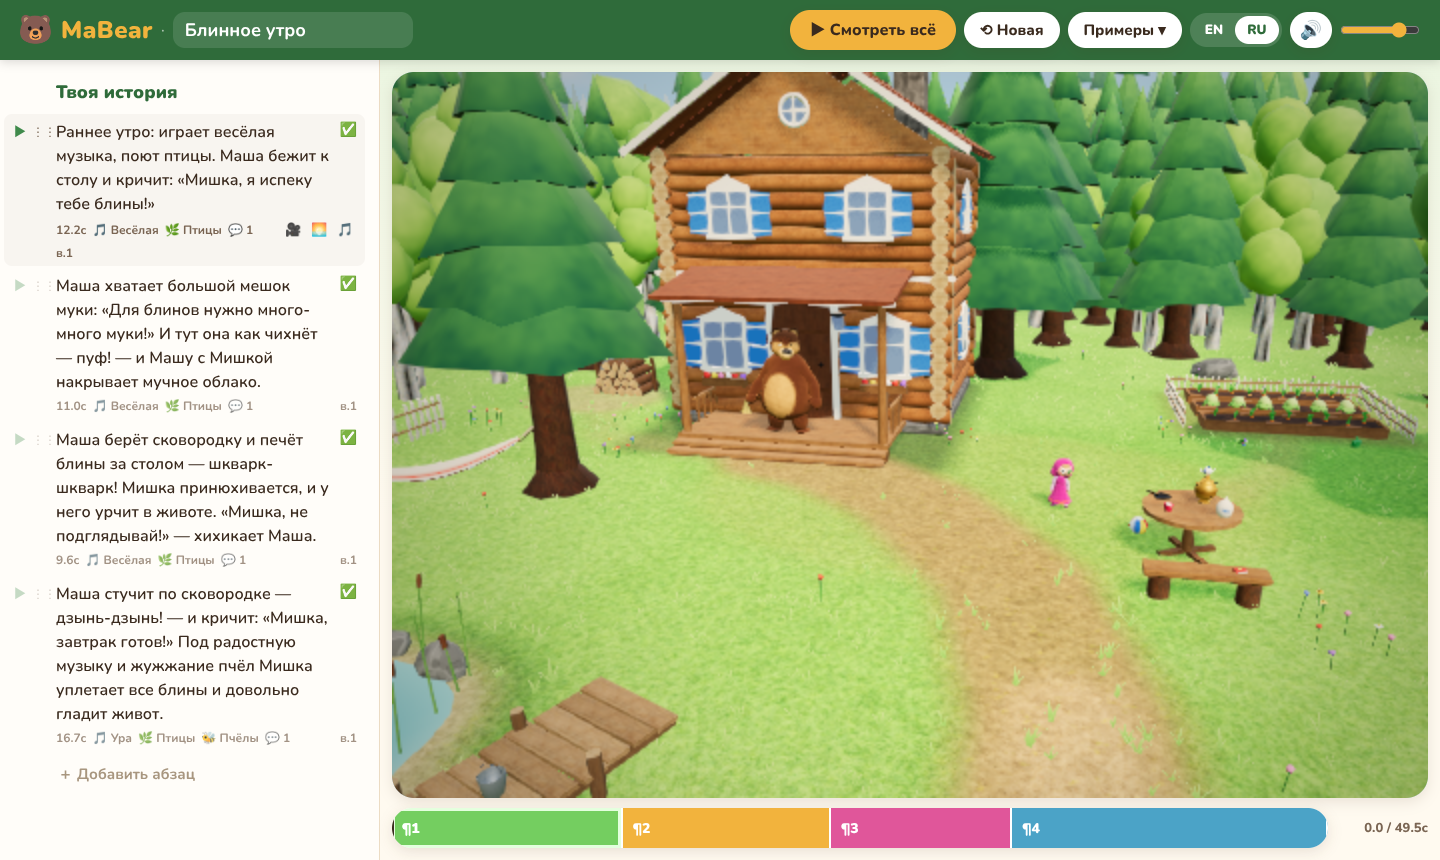 MaBear · Блинное утро
▶ Смотреть всё
⟲ Новая
Примеры ▾
EN RU
Твоя история
Раннее утро: играет весёлая
музыка, поют птицы. Маша бежит к
столу и кричит: «Мишка, я испеку
тебе блины!»
12.2с Весёлая Птицы 1
в.1
Маша хватает большой мешок
муки: «Для блинов нужно много-
много муки!» И тут она как чихнёт
— пуф! — и Машу с Мишкой
накрывает мучное облако.
11.0с Весёлая Птицы 1 в.1
Маша берёт сковородку и печёт
блины за столом — шкварк-
шкварк! Мишка принюхивается, и у
него урчит в животе. «Мишка, не
подглядывай!» — хихикает Маша.
9.6с Весёлая Птицы 1 в.1
Маша стучит по сковородке —
дзынь-дзынь! — и кричит: «Мишка,
завтрак готов!» Под радостную
музыку и жужжание пчёл Мишка
уплетает все блины и довольно
гладит живот.
16.7с Ура Птицы Пчёлы 1 в.1
+ Добавить абзац
¶1 ¶2 ¶3 ¶4
0.0 / 49.5с